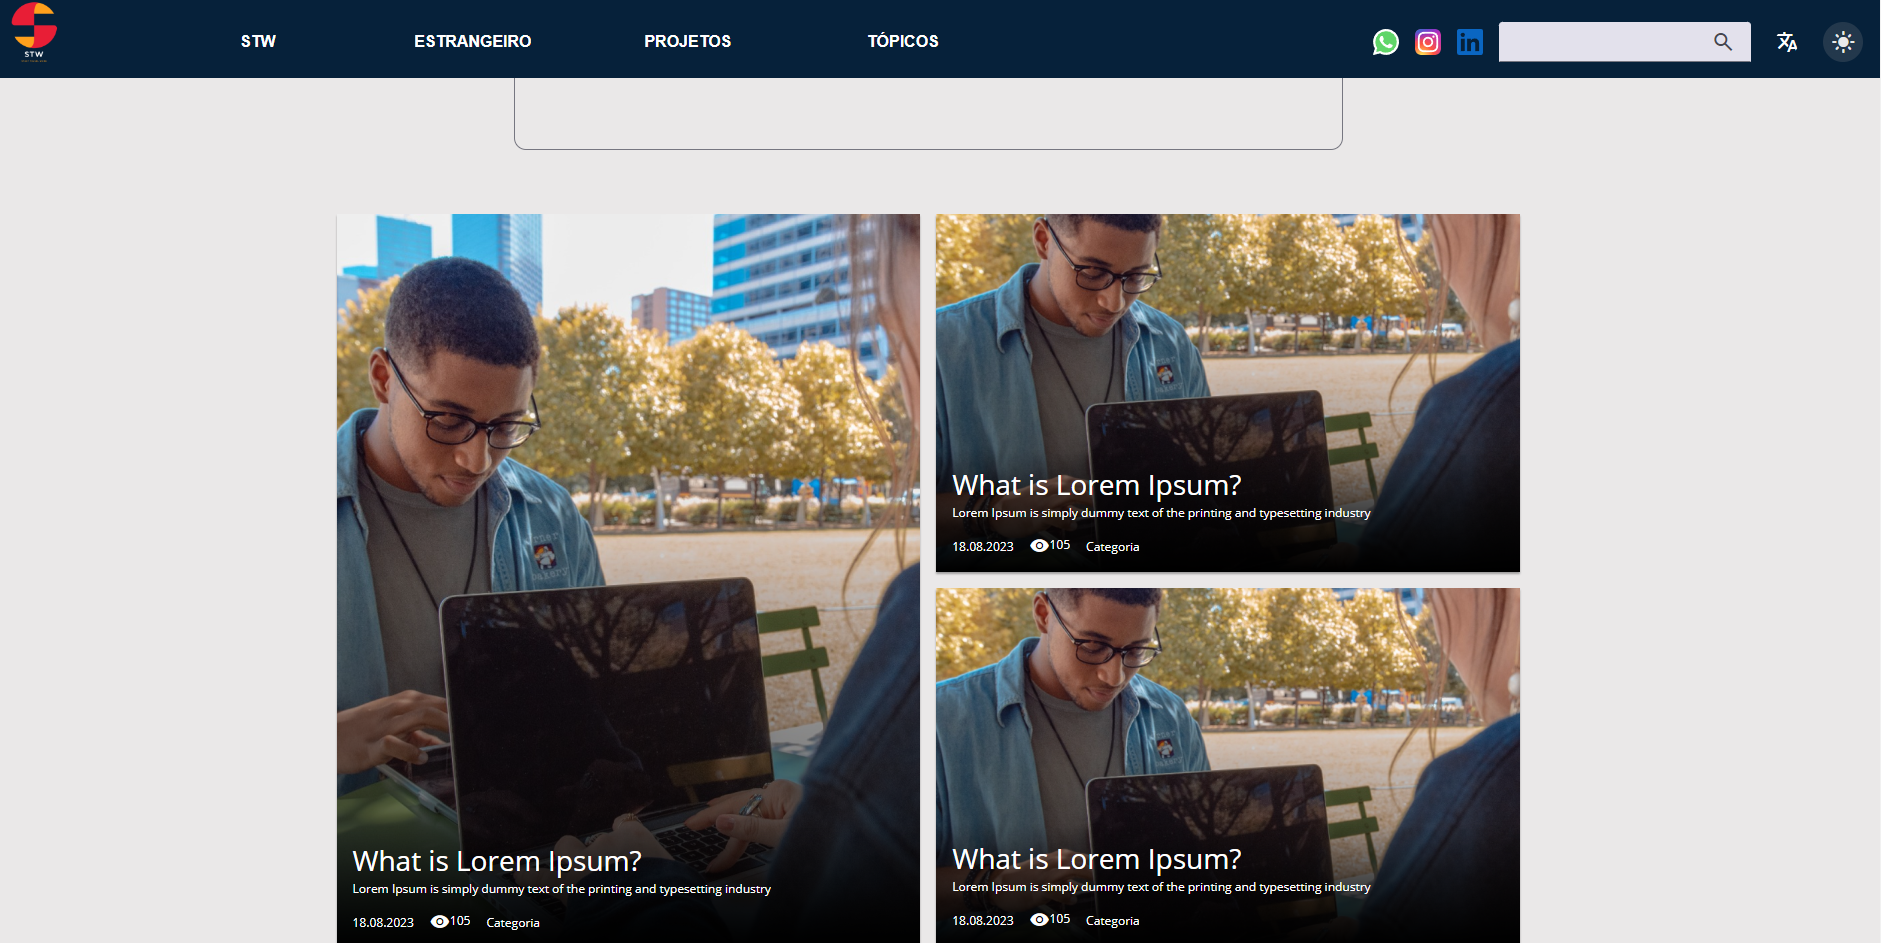 STW
STW ESTRANGEIRO PROJETOS TÓPICOS
What is Lorem Ipsum?
Lorem Ipsum is simply dummy text of the printing and typesetting industry
18.08.2023 105 Categoria
What is Lorem Ipsum?
Lorem Ipsum is simply dummy text of the printing and typesetting industry
18.08.2023 105 Categoria
What is Lorem Ipsum?
Lorem Ipsum is simply dummy text of the printing and typesetting industry
18.08.2023 105 Categoria